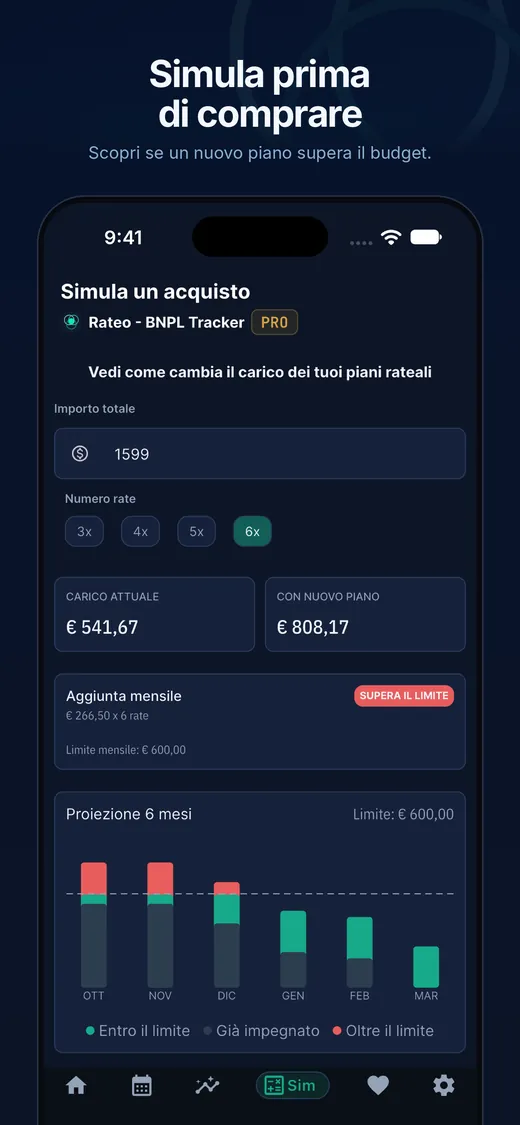 Simula prima
di comprare
Scopri se un nuovo piano supera il budget.
9:41
Simula un acquisto
Rateo - BNPL Tracker PRO
Vedi come cambia il carico dei tuoi piani rateali
Importo totale
1599
Numero rate
3x 4x 5x 6x
CARICO ATTUALE
€ 541,67
CON NUOVO PIANO
€ 808,17
Aggiunta mensile
SUPERA IL LIMITE
€ 266,50 x 6 rate
Limite mensile: € 600,00
Proiezione 6 mesi
Limite: € 600,00
OTT NOV DIC GEN FEB MAR
Entro il limite Già impegnato Oltre il limite
Sim